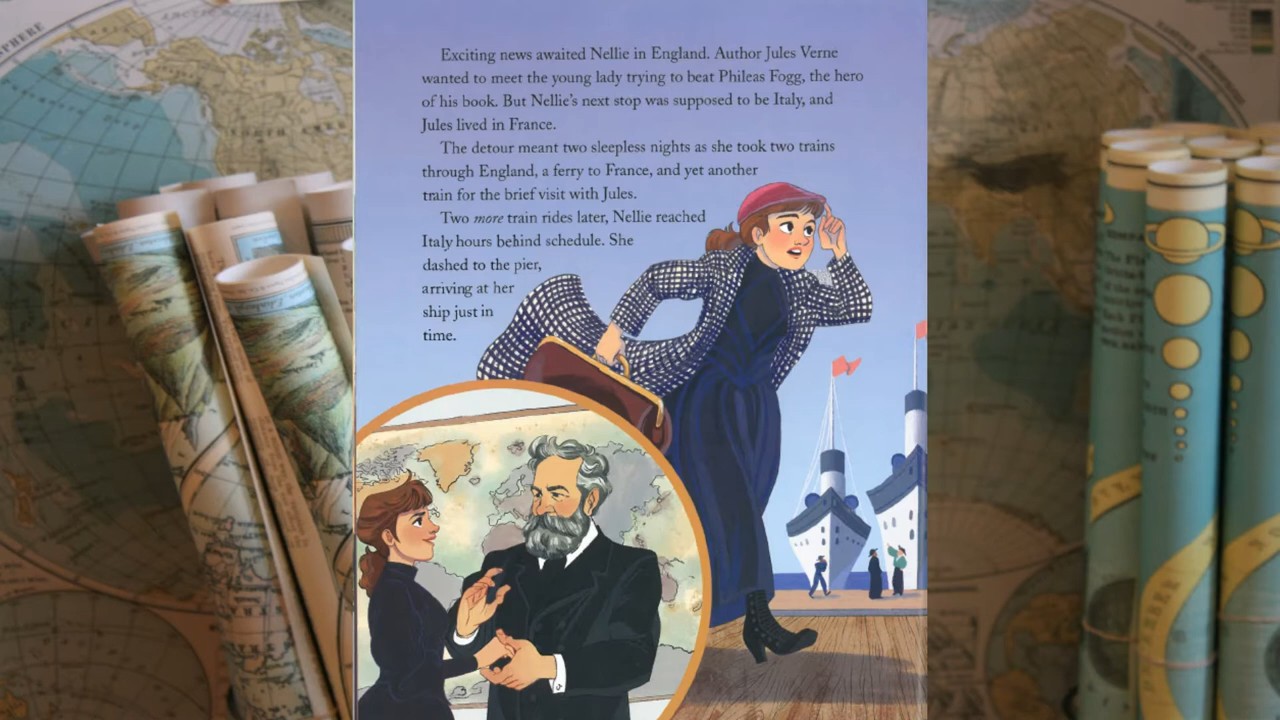 Exciting news awaited Nellie in England. Author Jules Verne
wanted to meet the young lady trying to beat Phileas Fogg, the hero
of his book. But Nellie's next stop was supposed to be Italy, and
Jules lived in France.
The detour meant two sleepless nights as she took two trains
through England, a ferry to France, and yet another
train for the brief visit with Jules.
Two more train rides later, Nellie reached
Italy hours behind schedule. She
dashed to the pier,
arriving at her
ship just in
time.